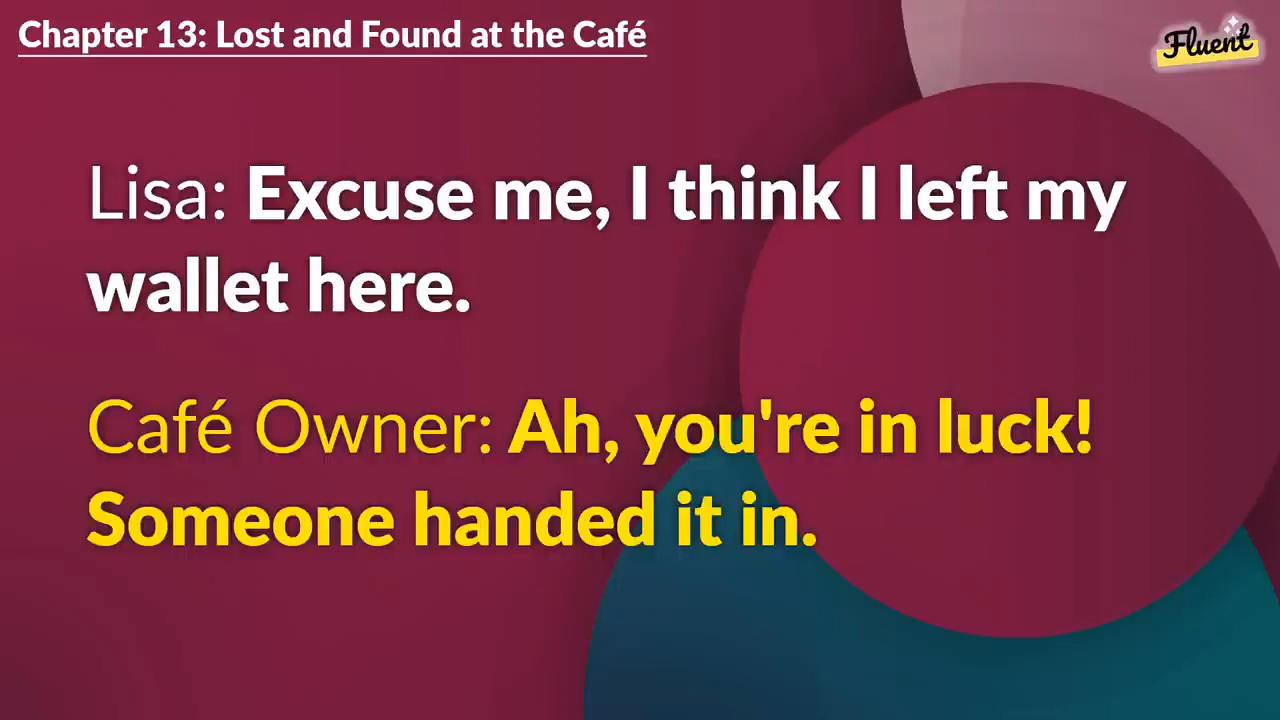 Chapter 13: Lost and Found at the Café
Fluent
Lisa: Excuse me, I think I left my
wallet here.
Café Owner: Ah, you're in luck!
Someone handed it in.